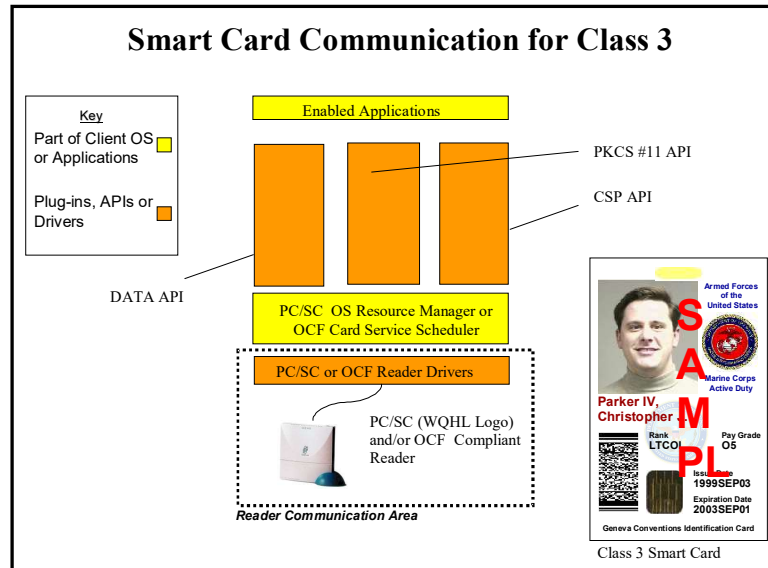 Smart Card Communication for Class 3
Key
Part of Client OS
or Applications
Plug-ins, APIs or
Drivers
Enabled Applications
PKCS #11 API
CSP API
DATA API
PC/SC OS Resource Manager or
OCF Card Service Scheduler
PC/SC or OCF Reader Drivers
PC/SC (WQHL Logo)
and/or OCF Compliant
Reader
Reader Communication Area
Armed Forces
of the
United States
SAMPL
Marine Corps
Active Duty
Parker IV,
Christopher J.
Rank
LTCOL
Pay Grade
O5
Issue Date
1999SEP03
Expiration Date
2003SEP01
Geneva Conventions Identification Card
Class 3 Smart Card